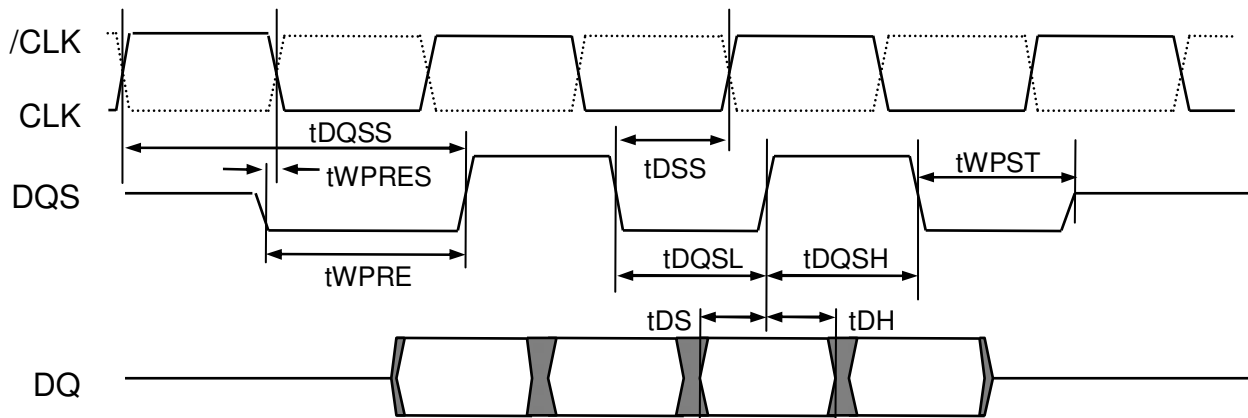 /CLK
CLK
tDQSS
tWPRES
tDSS
tWPST
DQS
tWPRE
tDQSL
tDQSH
tDS
tDH
DQ